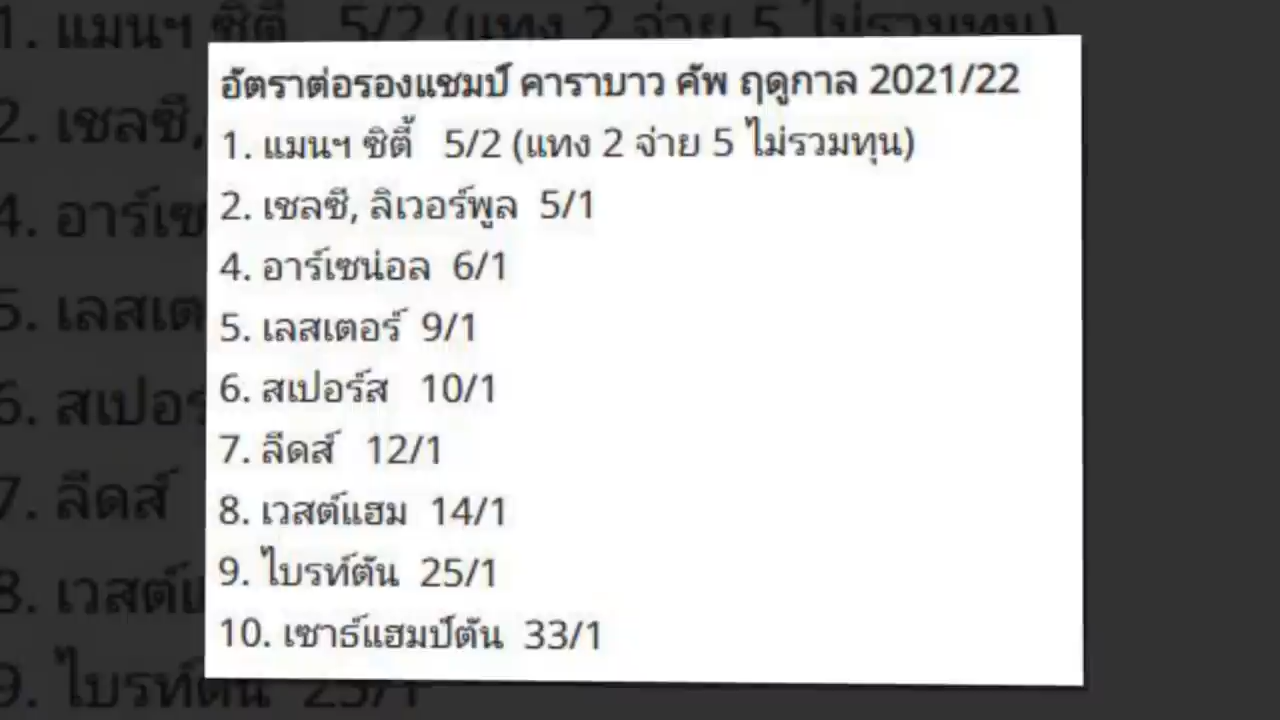 อัตราต่อรองแชมป์ คาราบาว คัพ ฤดูกาล 2021/22
1. แมนฯ ซิตี้ 5/2 (แทง 2 จ่าย 5 ไม่รวมทุน)
2. เชลซี, ลิเวอร์พูล 5/1
4. อาร์เซน่อล 6/1
5. เลสเตอร์ 9/1
6. สเปอร์ส 10/1
7. ลีดส์ 12/1
8. เวสต์แฮม 14/1
9. ไบรท์ตัน 25/1
10. เซาธ์แฮมป์ตัน 33/1